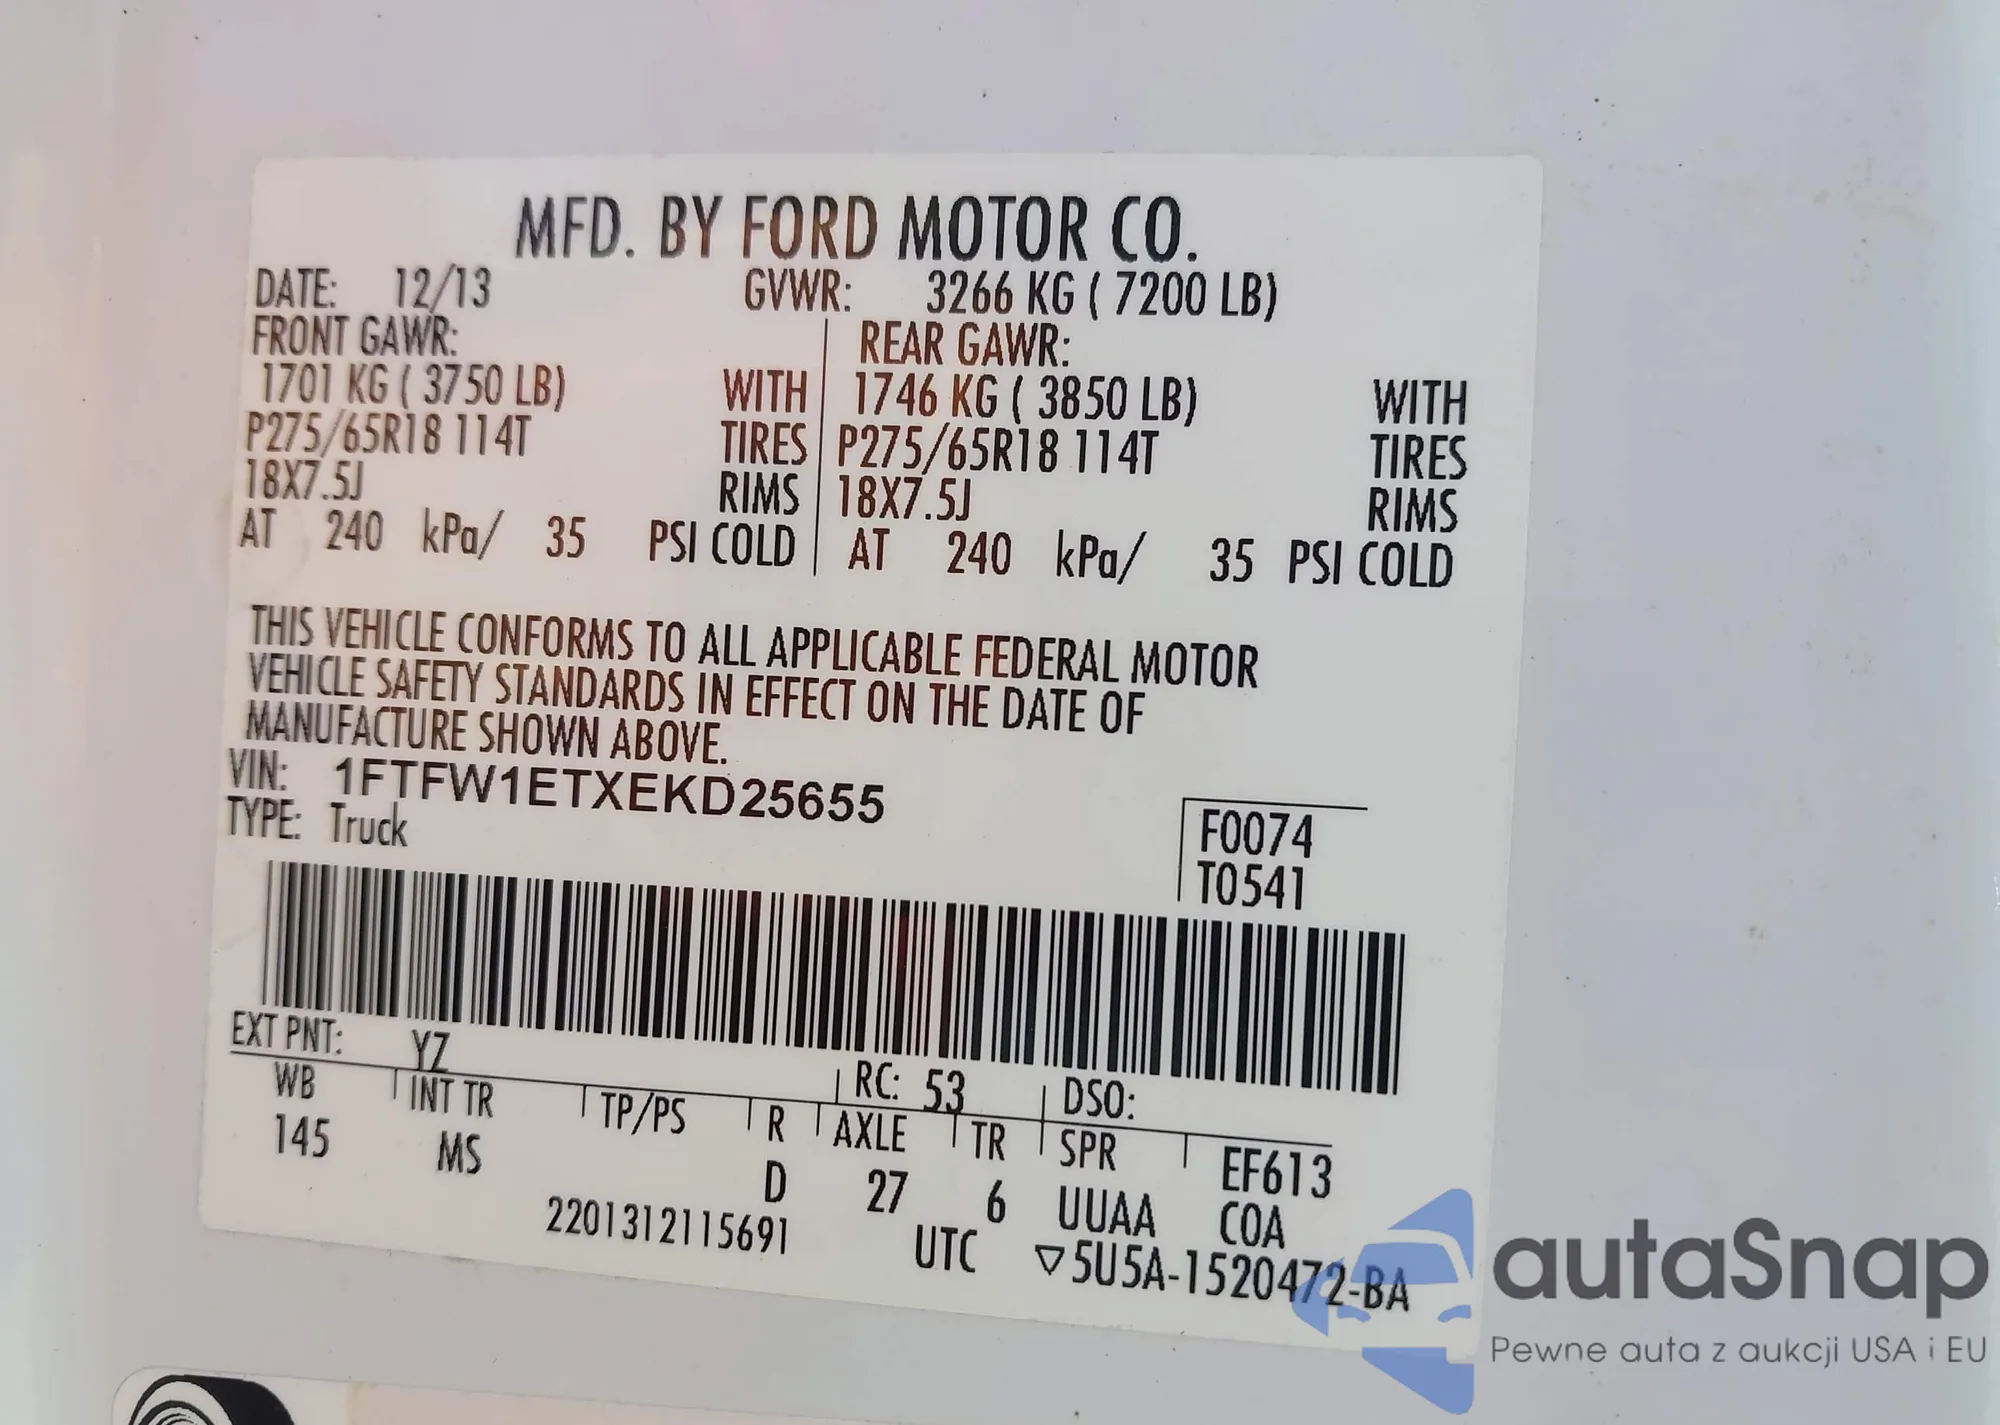 MFD. BY FORD MOTOR CO.
DATE: 12/13 GVWR: 3266 KG ( 7200 LB)
FRONT GAWR: REAR GAWR:
1701 KG ( 3750 LB) WITH 1746 KG ( 3850 LB) WITH
P275/65R18 114T TIRES P275/65R18 114T TIRES
18X7.5J RIMS 18X7.5J RIMS
AT 240 kPa/ 35 PSI COLD AT 240 kPa/ 35 PSI COLD
THIS VEHICLE CONFORMS TO ALL APPLICABLE FEDERAL MOTOR
VEHICLE SAFETY STANDARDS IN EFFECT ON THE DATE OF
MANUFACTURE SHOWN ABOVE.
VIN: 1FTFW1ETXEKD25655
TYPE: Truck
F0074
T0541
EXT PNT: YZ RC: 53 DSO:
WB INT TR TP/PS R AXLE TR SPR EF613
145 MS D 27 6 UUAA COA
2201312115691 UTC ▽5U5A-1520472-BA
autaSnap
Pewne auta z aukcji USA i EU